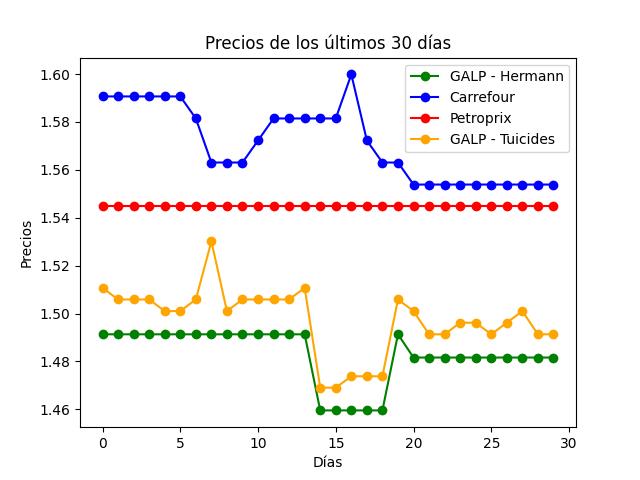 Precios de los últimos 30 días
GALP - Hermann
Carrefour
Petroprix
GALP - Tuicides
Precios
1.60
1.58
1.56
1.54
1.52
1.50
1.48
1.46
0 5 10 15 20 25 30
Días